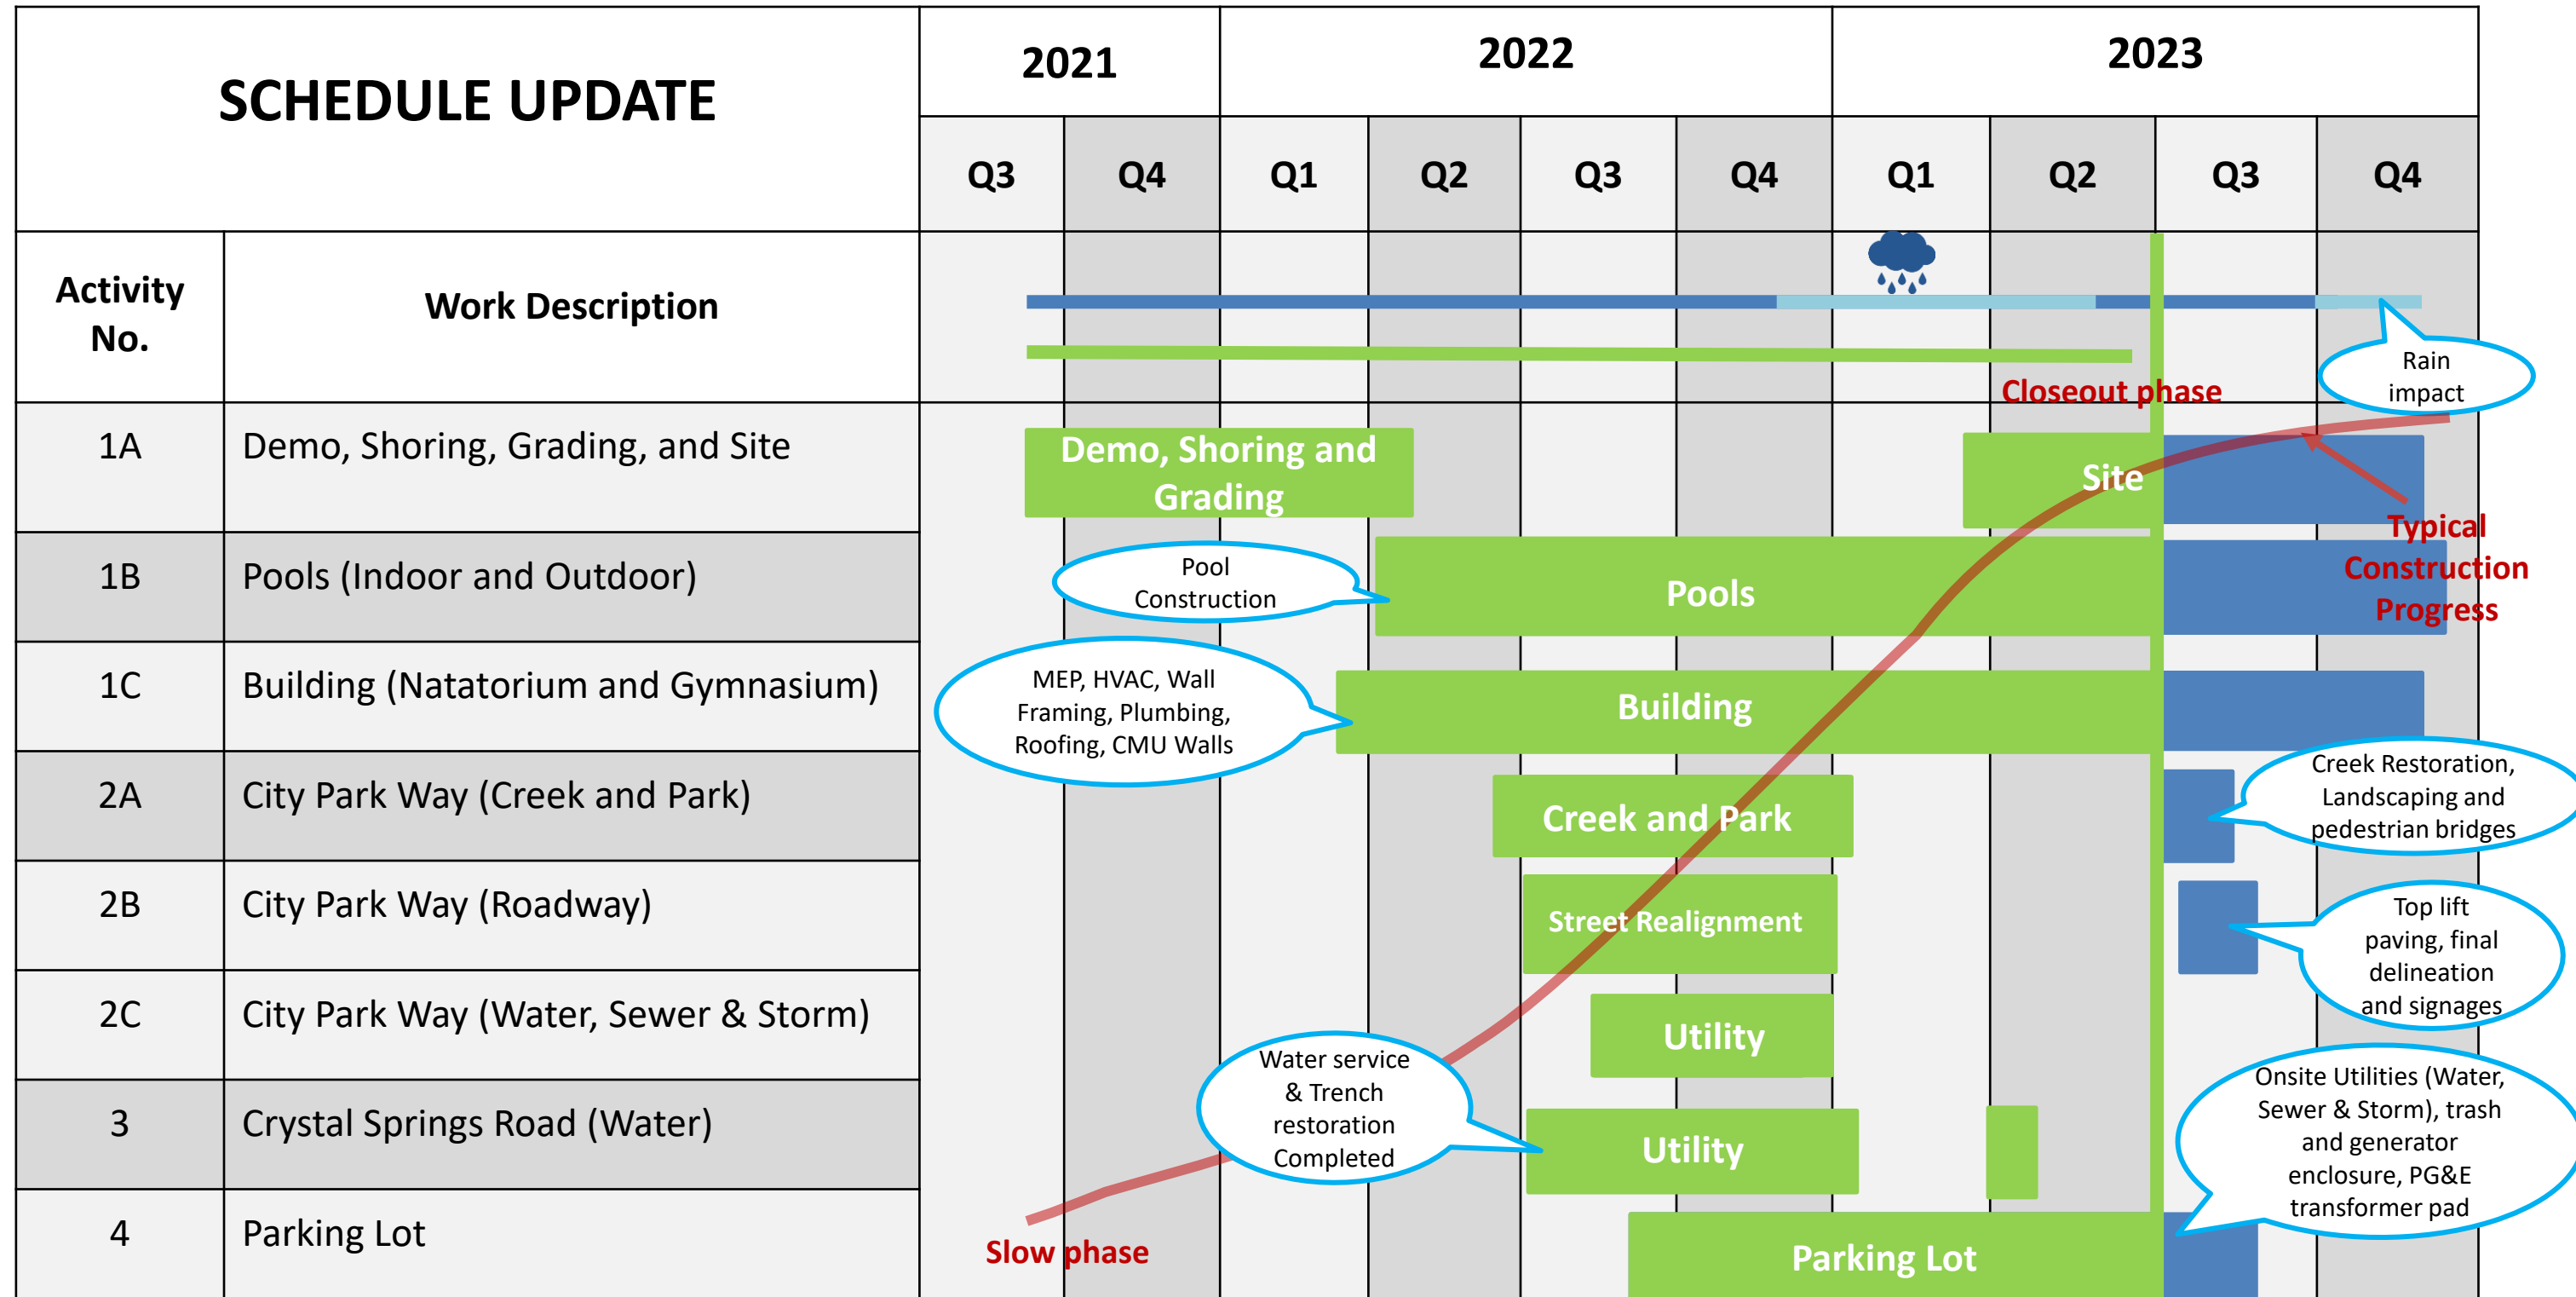 SCHEDULE UPDATE
2021
2022
2023
Q3
Q4
Q1
Q2
Q3
Q4
Q1
Q2
Q3
Q4
Activity
No.
Work Description
Rain
impact
Closeout phase
1A
Demo, Shoring, Grading, and Site
Demo, Shoring and
Grading
Site
Typical
Construction
Progress
1B
Pools (Indoor and Outdoor)
Pool
Construction
Pools
1C
Building (Natatorium and Gymnasium)
MEP, HVAC, Wall
Framing, Plumbing,
Roofing, CMU Walls
Building
2A
City Park Way (Creek and Park)
Creek and Park
Creek Restoration,
Landscaping and
pedestrian bridges
2B
City Park Way (Roadway)
Street Realignment
Top lift
paving, final
delineation
and signages
2C
City Park Way (Water, Sewer & Storm)
Utility
3
Crystal Springs Road (Water)
Water service
& Trench
restoration
Completed
Utility
Onsite Utilities (Water,
Sewer & Storm), trash
and generator
enclosure, PG&E
transformer pad
4
Parking Lot
Slow phase
Parking Lot